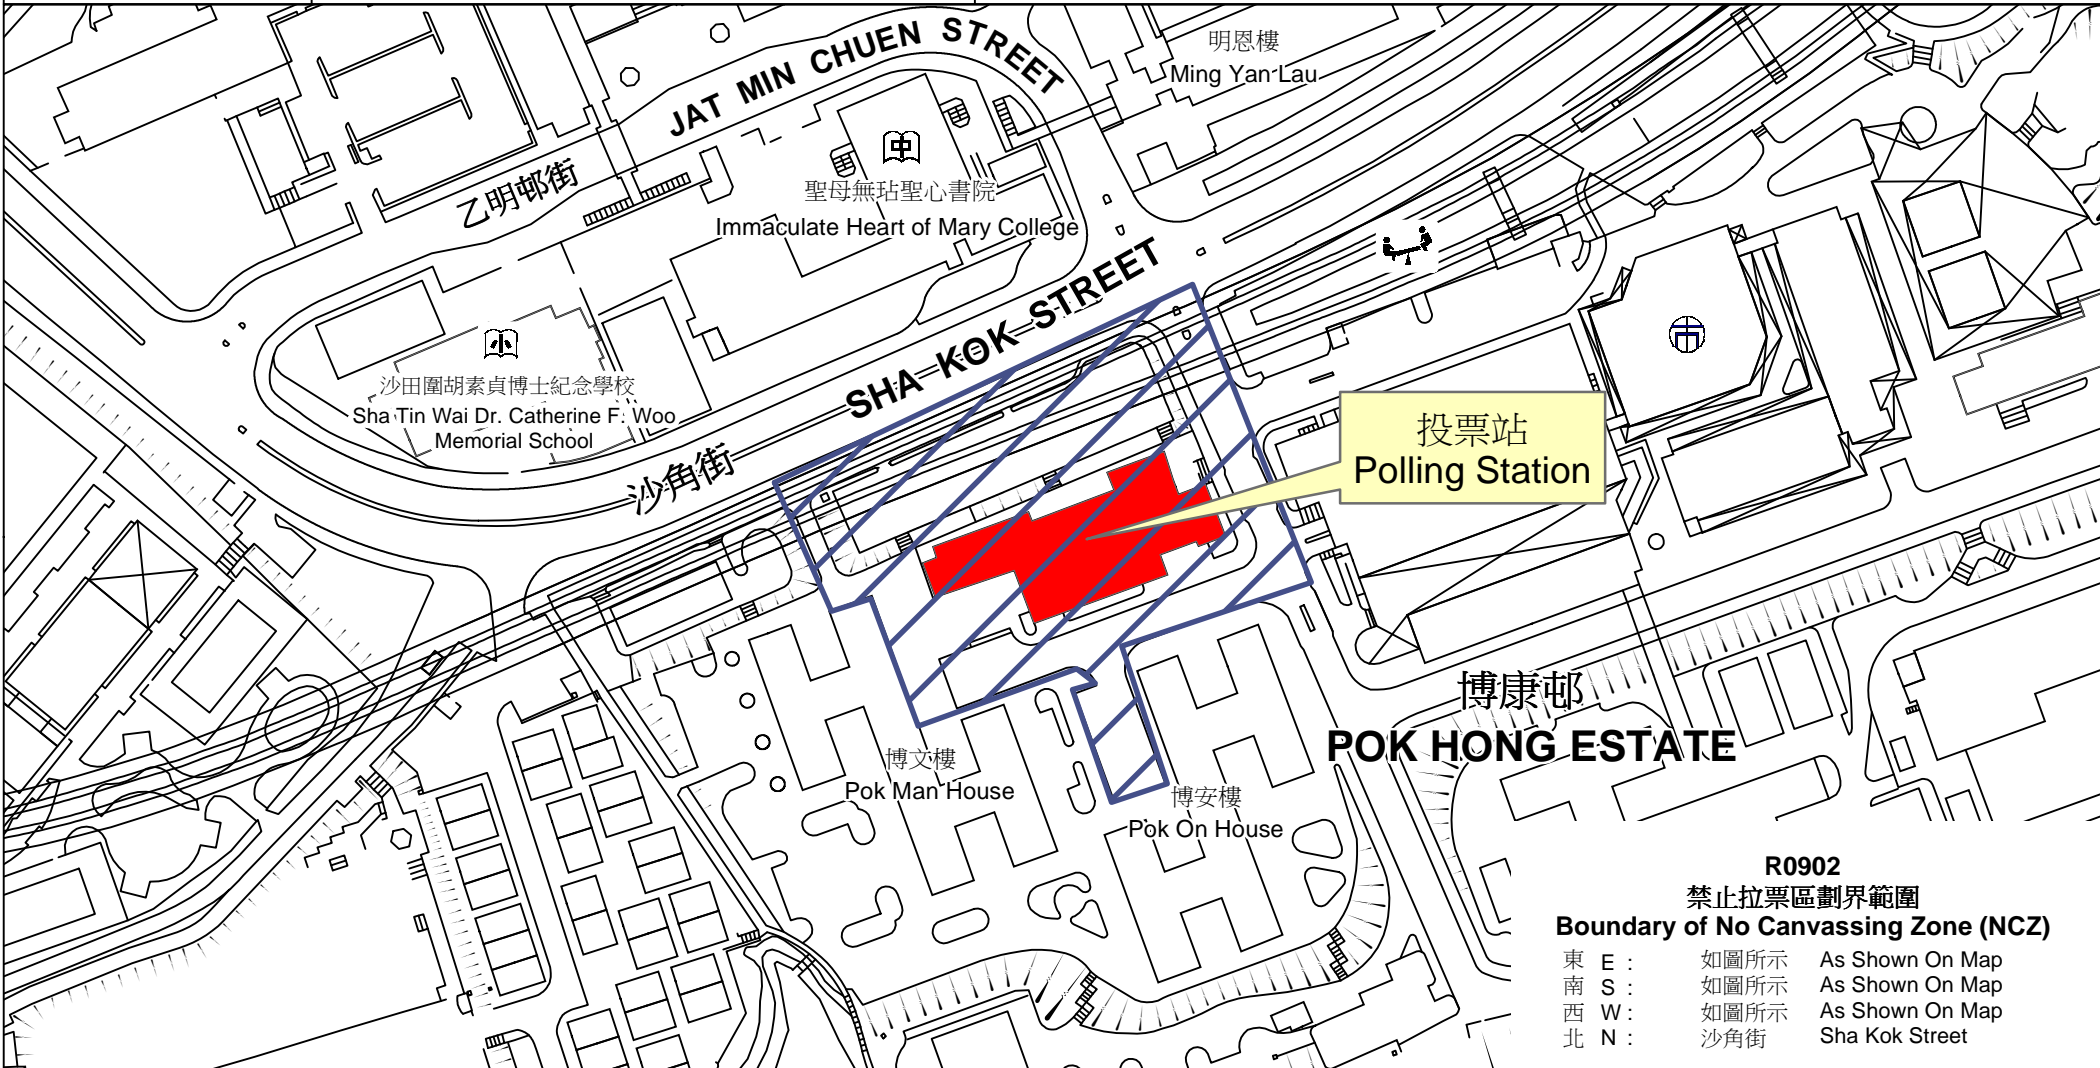 明恩樓
Ming Yan Lau
JAT MIN CHUEN STREET
乙明邨街
中
聖母無玷聖心書院
Immaculate Heart of Mary College
SHA KOK STREET
沙角街
小
沙田圍胡素貞博士紀念學校
Sha Tin Wai Dr. Catherine F. Woo
Memorial School
市
投票站
Polling Station
博康邨
POK HONG ESTATE
博文樓
Pok Man House
博安樓
Pok On House
R0902
禁止拉票區劃界範圍
Boundary of No Canvassing Zone (NCZ)
東 E : 如圖所示 As Shown On Map
南 S : 如圖所示 As Shown On Map
西 W : 如圖所示 As Shown On Map
北 N : 沙角街 Sha Kok Street